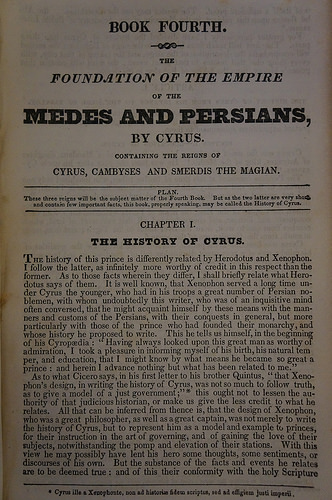 BOOK FOURTH.
THE
FOUNDATION OF THE EMPIRE
OF THE
MEDES AND PERSIANS,
BY CYRUS.
CONTAINING THE REIGNS OF
CYRUS, CAMBYSES AND SMERDIS THE MAGIAN.
PLAN.
These three reigns will be the subject matter of the Fourth Book. But as the two latter are very short,
and contain few important facts, this book, properly speaking, may be called the History of Cyrus.
CHAPTER I.
THE HISTORY OF CYRUS.
THE history of this prince is differently related by Herodotus and Xenophon.
I follow the latter, as infinitely more worthy of credit in this respect than the
former. As to those facts wherein they differ, I shall briefly relate what Hero-
dotus says of them. It is well known, that Xenophon served a long time un-
der Cyrus the younger, who had in his troops a great number of Persian no-
blemen, with whom undoubtedly this writer, who was of an inquisitive mind
often conversed, that he might acquaint himself by these means with the man-
ners and customs of the Persians, with their conquests in general, but more
particularly with those of the prince who had founded their monarchy, and
whose history he proposed to write. This he tells us himself, in the beginning
of his Cyropædia: "Having always looked upon this great man as worthy of
admiration, I took a pleasure in informing myself of his birth, his natural tem-
per, and education, that I might know by what means he became so great a
prince: and herein I advance nothing but what has been related to me."
As to what Cicero says, in his first letter to his brother Quintus, "that Xeno-
phon's design, in writing the history of Cyrus, was not so much to follow truth,
as to give a model of a just government;"* this ought not to lessen the au-
thority of that judicious historian, or make us give the less credit to what he
relates. All that can be inferred from thence is, that the design of Xenophon,
who was a great philosopher, as well as a great captain, was not merely to write
the history of Cyrus, but to represent him as a model and example to princes,
for their instruction in the art of governing, and of gaining the love of their
subjects, notwithstanding the pomp and elevation of their stations. With this
view he may possibly have lent his hero some thoughts, some sentiments, or
discourses of his own. But the substance of the facts and events he relates
are to be deemed true: and of this their conformity with the holy Scripture
* Cyrus ille a Xenophonte, non ad historiæ fidem scriptus, sed ad effigiem justi imperii.